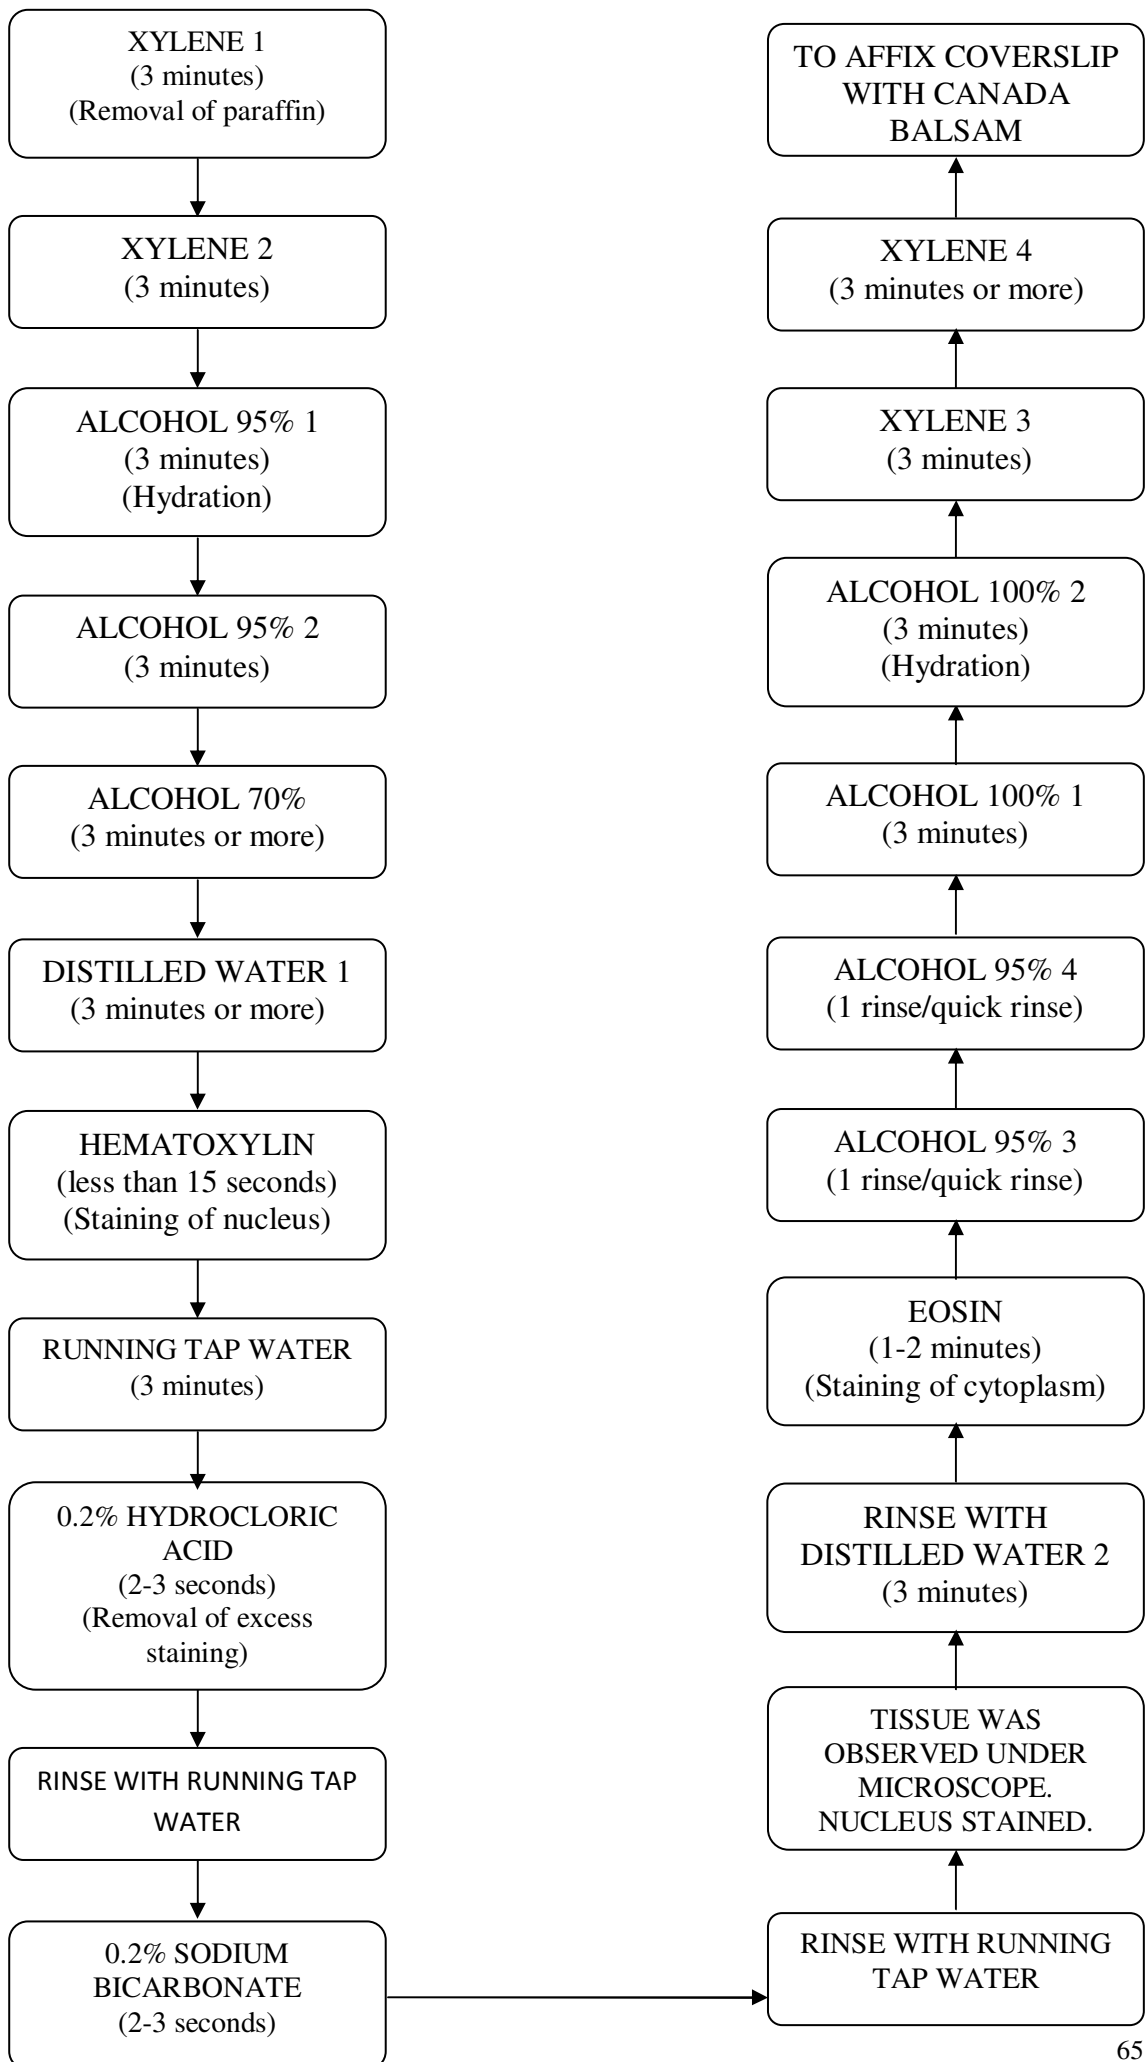 XYLENE 1
(3 minutes)
(Removal of paraffin)
XYLENE 2
(3 minutes)
ALCOHOL 95% 1
(3 minutes)
(Hydration)
ALCOHOL 95% 2
(3 minutes)
ALCOHOL 70%
(3 minutes or more)
DISTILLED WATER 1
(3 minutes or more)
HEMATOXYLIN
(less than 15 seconds)
(Staining of nucleus)
RUNNING TAP WATER
(3 minutes)
0.2% HYDROCLORIC
ACID
(2-3 seconds)
(Removal of excess
staining)
RINSE WITH RUNNING TAP
WATER
0.2% SODIUM
BICARBONATE
(2-3 seconds)
RINSE WITH RUNNING
TAP WATER
TISSUE WAS
OBSERVED UNDER
MICROSCOPE.
NUCLEUS STAINED.
RINSE WITH
DISTILLED WATER 2
(3 minutes)
EOSIN
(1-2 minutes)
(Staining of cytoplasm)
ALCOHOL 95% 3
(1 rinse/quick rinse)
ALCOHOL 95% 4
(1 rinse/quick rinse)
ALCOHOL 100% 1
(3 minutes)
ALCOHOL 100% 2
(3 minutes)
(Hydration)
XYLENE 3
(3 minutes)
XYLENE 4
(3 minutes or more)
TO AFFIX COVERSLIP
WITH CANADA
BALSAM
65